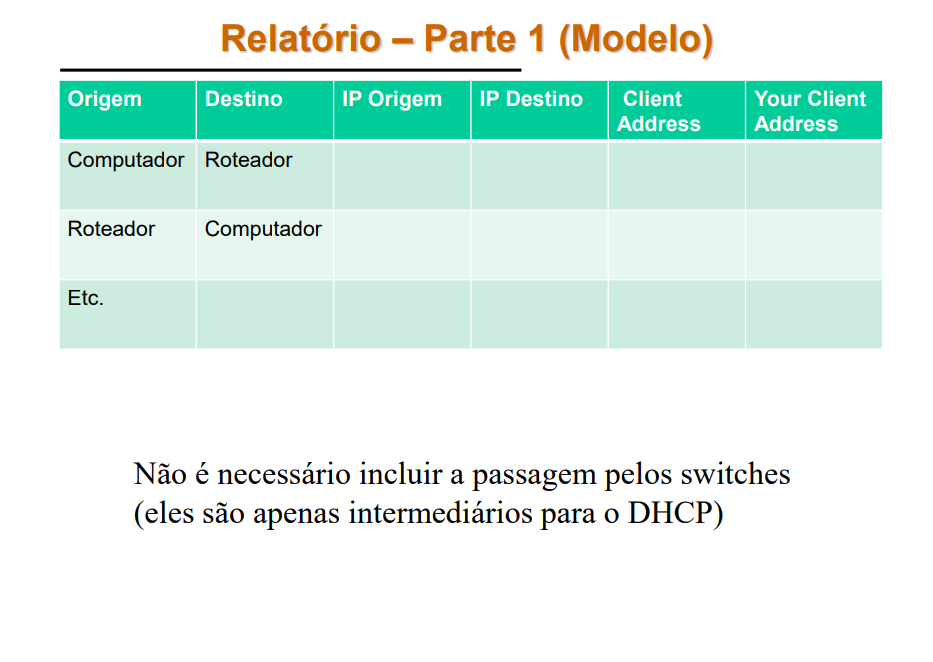 Relatório – Parte 1 (Modelo)
Origem Destino IP Origem IP Destino Client Address Your Client Address
Computador Roteador
Roteador Computador
Etc.
Não é necessário incluir a passagem pelos switches
(eles são apenas intermediários para o DHCP)